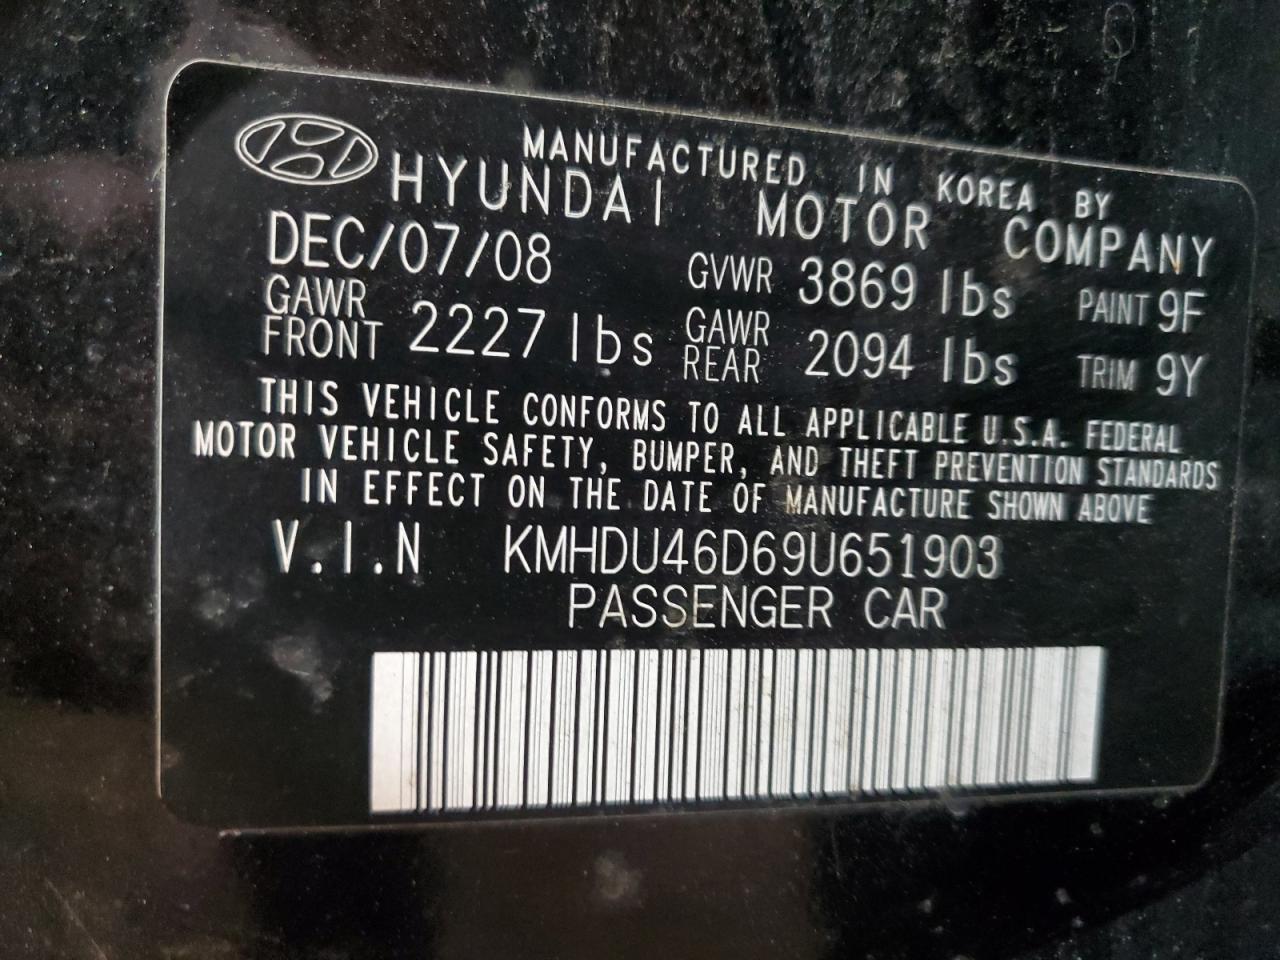 MANUFACTURED IN KOREA BY
HYUNDAI MOTOR COMPANY
DEC/07/08 GVWR 3869 lbs PAINT 9F
GAWR FRONT 2227 lbs GAWR REAR 2094 lbs TRIM 9Y
THIS VEHICLE CONFORMS TO ALL APPLICABLE U.S.A. FEDERAL
MOTOR VEHICLE SAFETY, BUMPER, AND THEFT PREVENTION STANDARDS
IN EFFECT ON THE DATE OF MANUFACTURE SHOWN ABOVE
V.I.N KMHDU46D69U651903
PASSENGER CAR